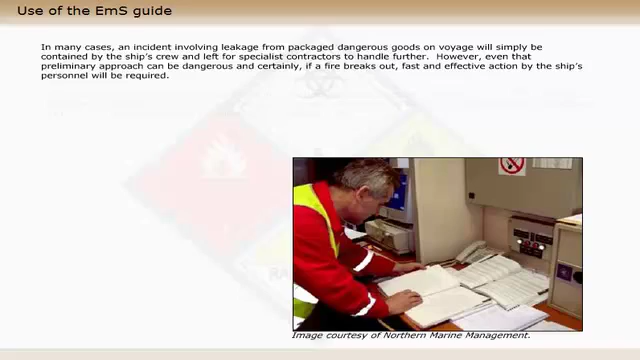 Use of the EmS guide
In many cases, an incident involving leakage from packaged dangerous goods on voyage will simply be
contained by the ship's crew and left for specialist contractors to handle further.  However, even that
preliminary approach can be dangerous and certainly, if a fire breaks out, fast and effective action by the ship's
personnel will be required.
Image courtesy of Northern Marine Management.